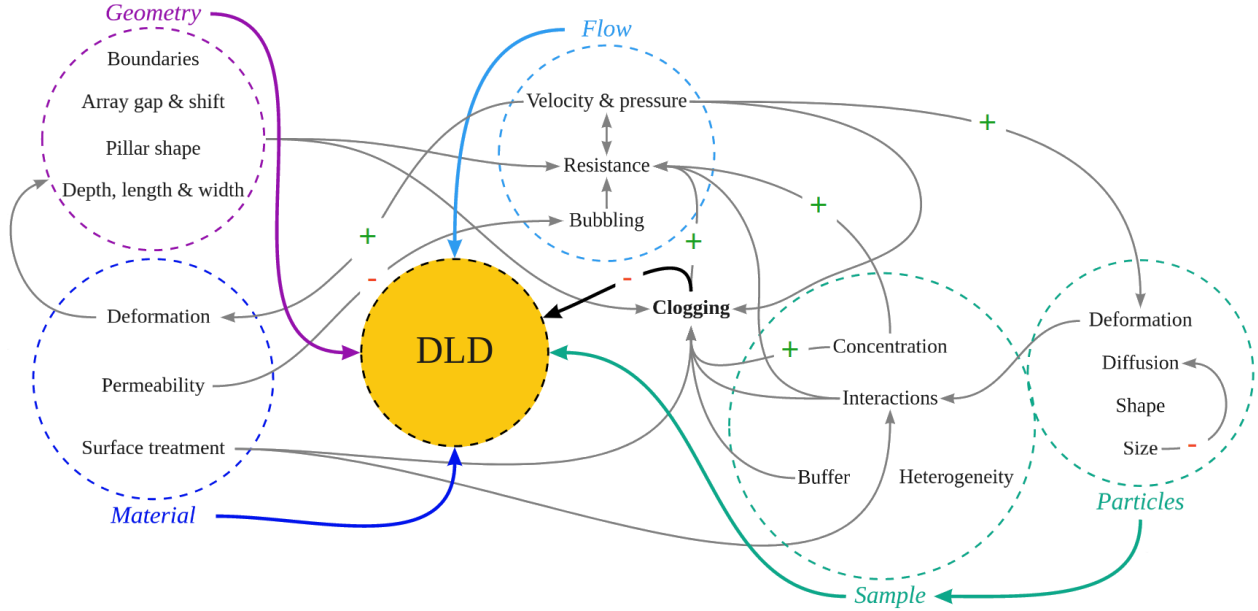 Geometry
Boundaries
Array gap & shift
Pillar shape
Depth, length & width
Flow
Velocity & pressure
Resistance
Bubbling
+
+
+
+
-
-
Clogging
DLD
Deformation
Permeability
Surface treatment
Material
+
Concentration
Interactions
Buffer
Heterogeneity
Sample
Deformation
Diffusion
Shape
Size
-
Particles